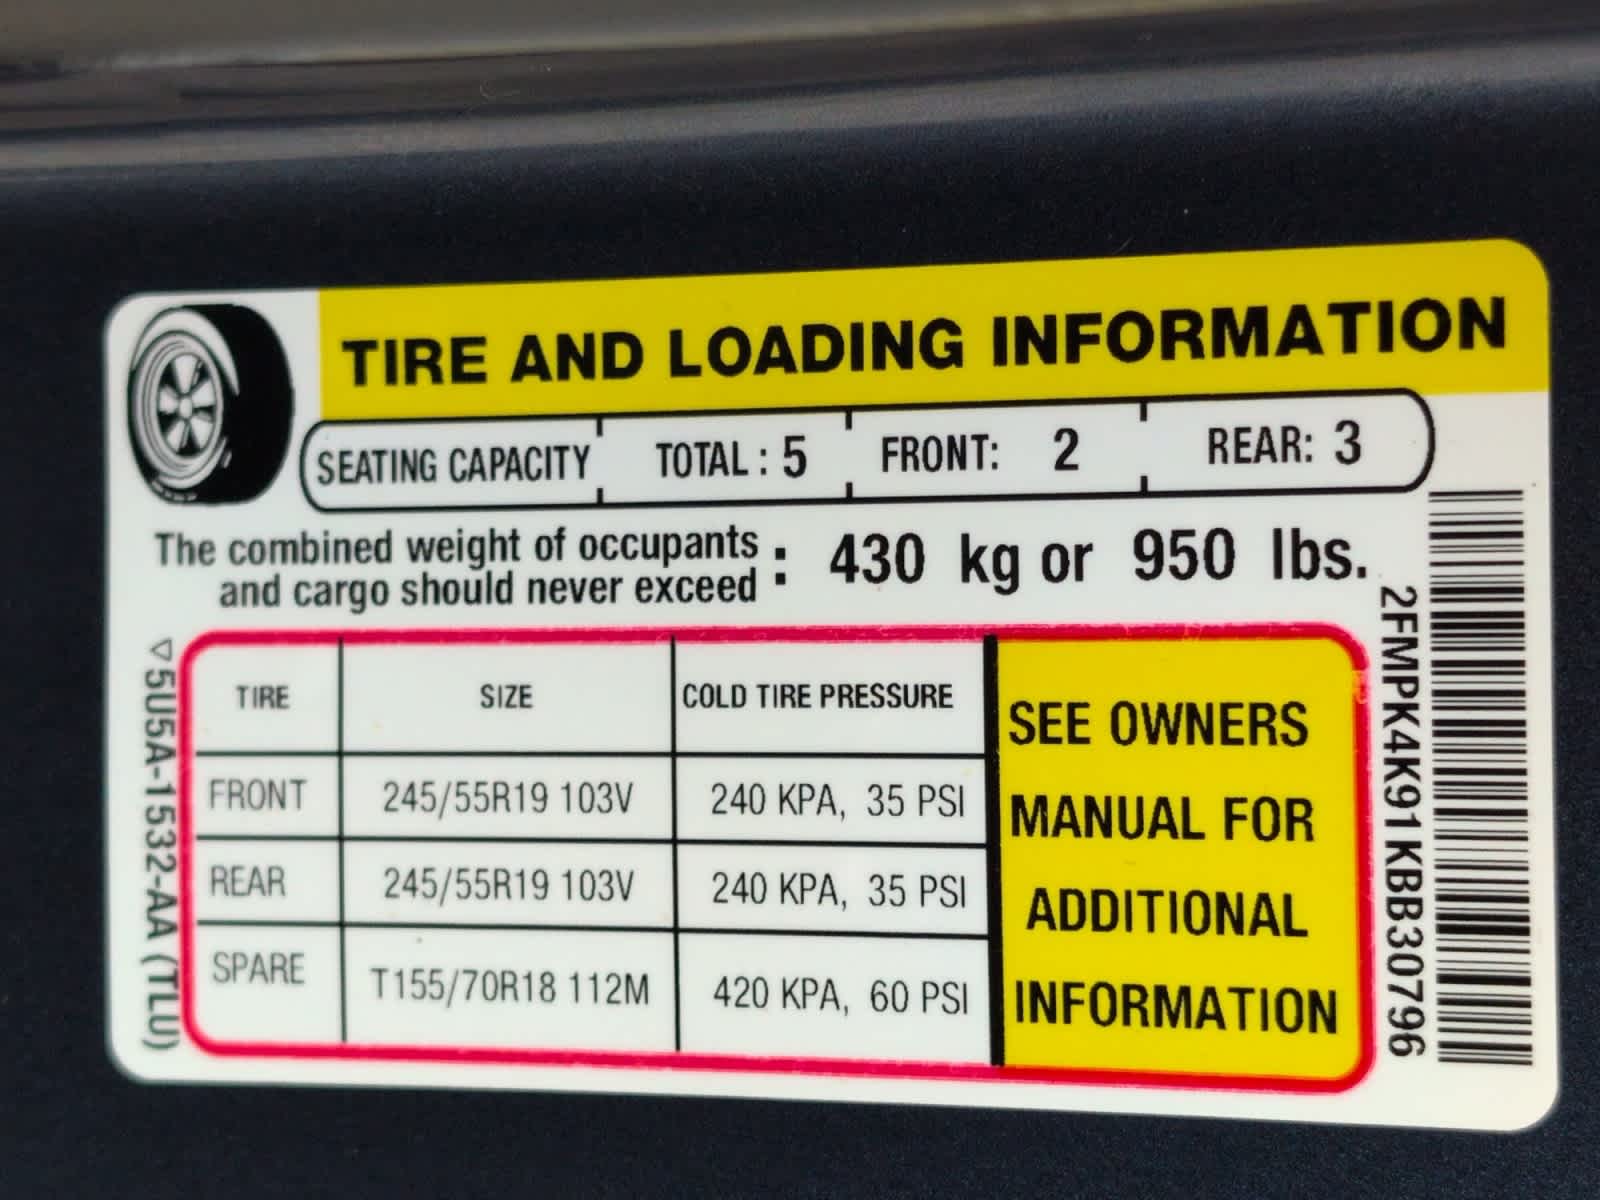 TIRE AND LOADING INFORMATION
SEATING CAPACITY TOTAL : 5 FRONT: 2 REAR: 3
The combined weight of occupants
and cargo should never exceed : 430 kg or 950 lbs.
TIRE SIZE COLD TIRE PRESSURE
FRONT 245/55R19 103V 240 KPA, 35 PSI
REAR 245/55R19 103V 240 KPA, 35 PSI
SPARE T155/70R18 112M 420 KPA, 60 PSI
SEE OWNERS
MANUAL FOR
ADDITIONAL
INFORMATION
▽5U5A-1532-AA (TLU)
2FMPK4K91KBB30796